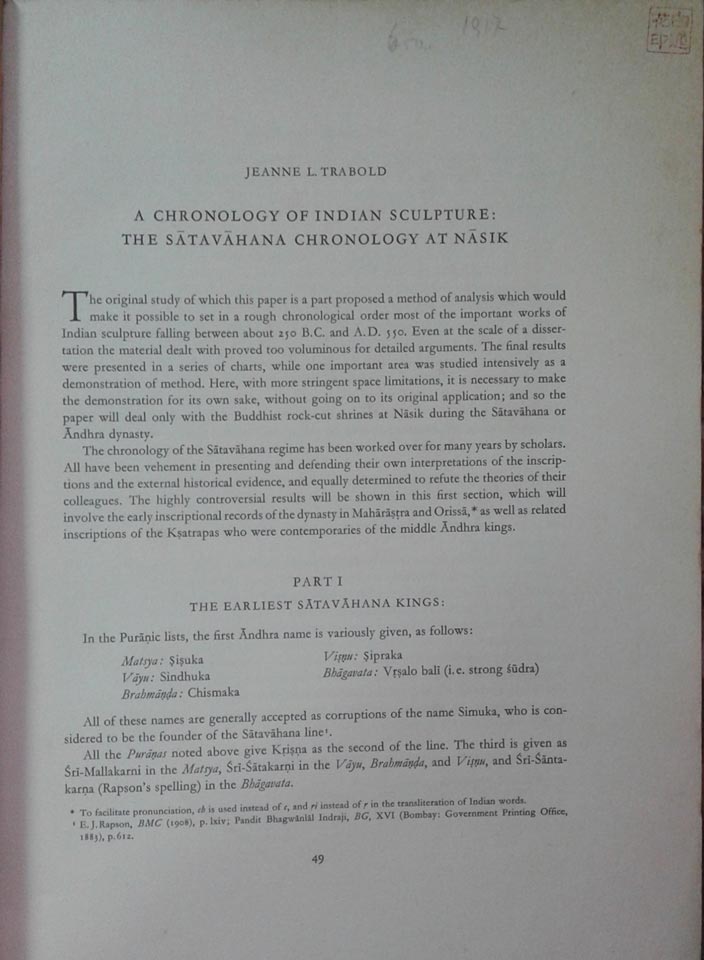 1912
JEANNE L. TRABOLD
A CHRONOLOGY OF INDIAN SCULPTURE:
THE SĀTAVĀHANA CHRONOLOGY AT NĀSIK
The original study of which this paper is a part proposed a method of analysis which would
make it possible to set in a rough chronological order most of the important works of
Indian sculpture falling between about 250 B.C. and A.D. 550. Even at the scale of a disser-
tation the material dealt with proved too voluminous for detailed arguments. The final results
were presented in a series of charts, while one important area was studied intensively as a
demonstration of method. Here, with more stringent space limitations, it is necessary to make
the demonstration for its own sake, without going on to its original application; and so the
paper will deal only with the Buddhist rock-cut shrines at Nāsik during the Sātavāhana or
Āndhra dynasty.
The chronology of the Sātavāhana regime has been worked over for many years by scholars.
All have been vehement in presenting and defending their own interpretations of the inscrip-
tions and the external historical evidence, and equally determined to refute the theories of their
colleagues. The highly controversial results will be shown in this first section, which will
involve the early inscriptional records of the dynasty in Mahārāṣṭra and Orissā,* as well as related
inscriptions of the Kṣatrapas who were contemporaries of the middle Āndhra kings.
PART I
THE EARLIEST SĀTAVĀHANA KINGS:
In the Purāṇic lists, the first Āndhra name is variously given, as follows:
Matsya: Ṣiṣuka
Vāyu: Sindhuka
Brahmāṇḍa: Chismaka
Viṣṇu: Ṣipraka
Bhāgavata: Vṛṣalo balī (i.e. strong śūdra)
All of these names are generally accepted as corruptions of the name Simuka, who is con-
sidered to be the founder of the Sātavāhana line¹.
All the Purāṇas noted above give Kriṣṇa as the second of the line. The third is given as
Śrī-Mallakarni in the Matsya, Śrī-Śātakarṇi in the Vāyu, Brahmāṇḍa, and Viṣṇu, and Śrī-Śānta-
karṇa (Rapson's spelling) in the Bhāgavata.
* To facilitate pronunciation, ch is used instead of c, and ri instead of ṛ in the transliteration of Indian words.
¹ E. J. Rapson, BMC (1908), p. lxiv; Pandit Bhagwānlāl Indraji, BG, XVI (Bombay: Government Printing Office,
1883), p. 612.
49